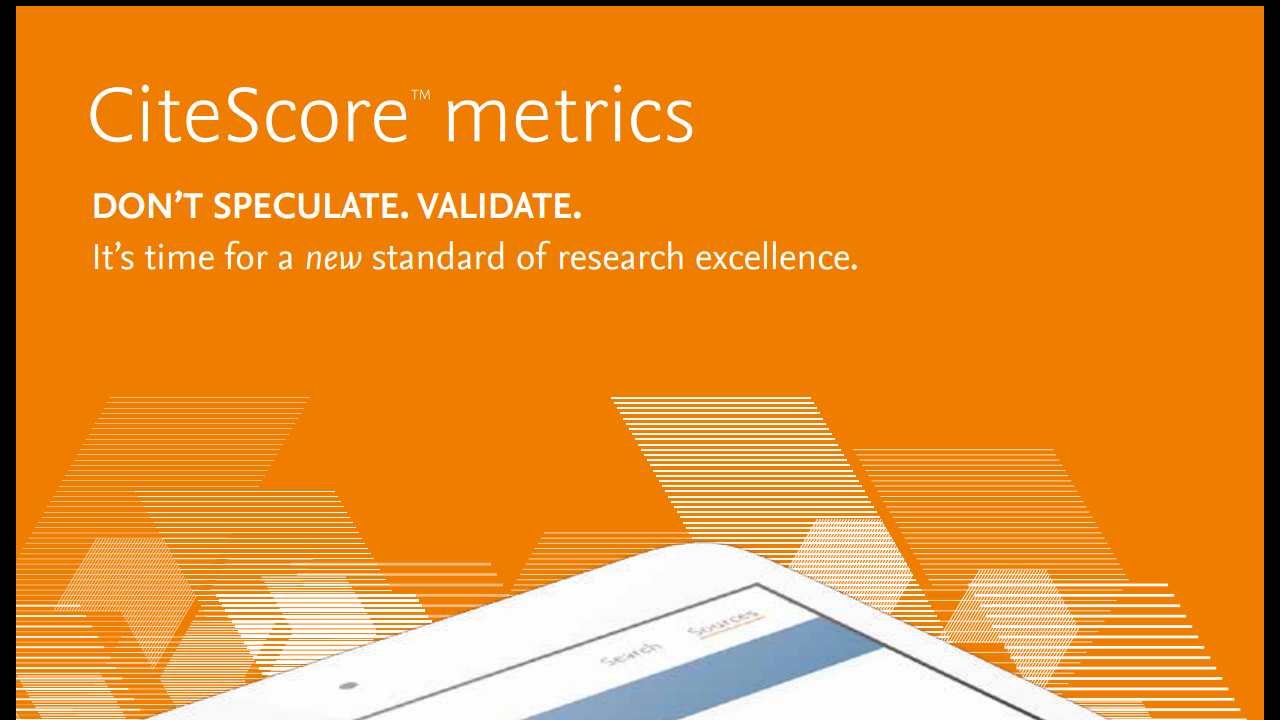 CiteScore™ metrics
DON'T SPECULATE. VALIDATE.
It's time for a new standard of research excellence.
Search Sources